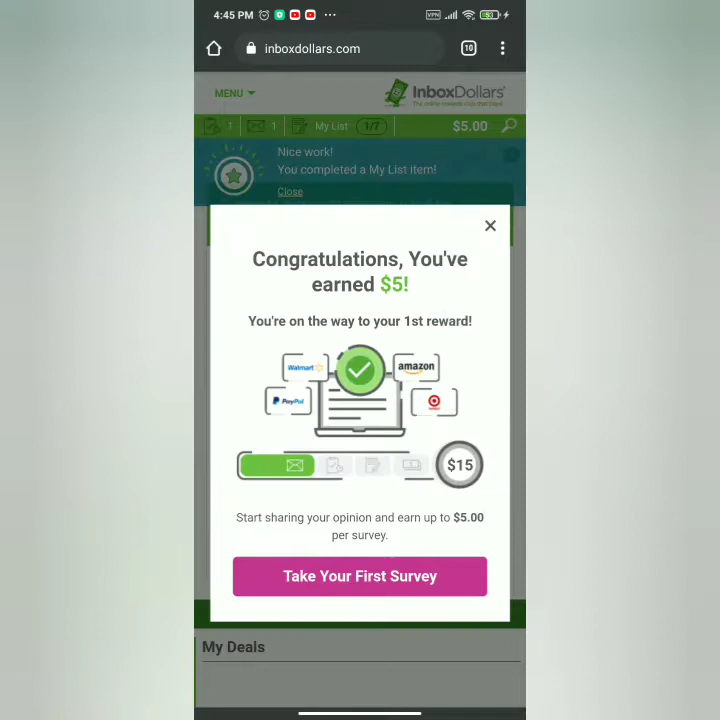 4:45 PM
VPN
inboxdollars.com
10
MENU
InboxDollars
1
1
My List
1/7
$5.00
Nice work!
You completed a My List item!
Close
Congratulations, You've
earned $5!
You're on the way to your 1st reward!
Walmart
amazon
PayPal
$15
Start sharing your opinion and earn up to $5.00
per survey.
Take Your First Survey
My Deals